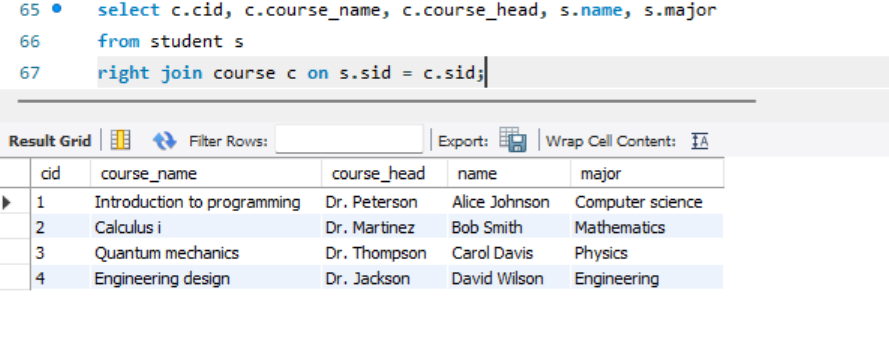 65 select c.cid, c.course_name, c.course_head, s.name, s.major
66 from student s
67 right join course c on s.sid = c.sid;
Result Grid Filter Rows: Export: Wrap Cell Content: IA
cid course_name course_head name major
1 Introduction to programming Dr. Peterson Alice Johnson Computer science
2 Calculus i Dr. Martinez Bob Smith Mathematics
3 Quantum mechanics Dr. Thompson Carol Davis Physics
4 Engineering design Dr. Jackson David Wilson Engineering